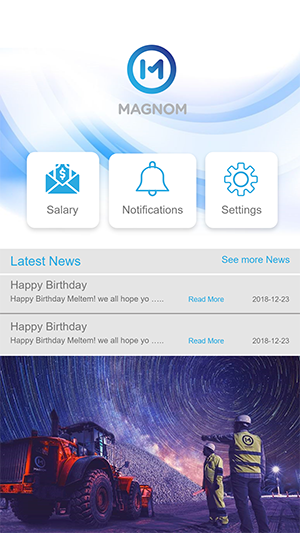 MAGNOM
Salary
Notifications
Settings
Latest News
See more News
Happy Birthday
Happy Birthday Meltem! we all hope yo ..... Read More 2018-12-23
Happy Birthday
Happy Birthday Meltem! we all hope yo ..... Read More 2018-12-23